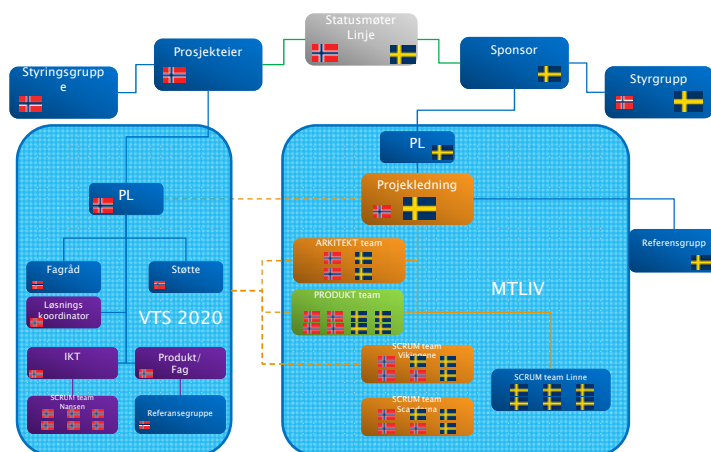 Statusmøter
Linje
Prosjekteier
Sponsor
Styringsgrupp
e
Styrgrupp
PL
PL
Projekledning
ARKITEKT team
Referensgrupp
Fagråd
Støtte
MTLIV
PRODUKT team
Løsnings
koordinator
VTS 2020
IKT
Produkt/
Fag
SCRUM team
Vikingene
SCRUM team Linne
SCRUM team
Nansen
Referansegruppe
SCRUM team